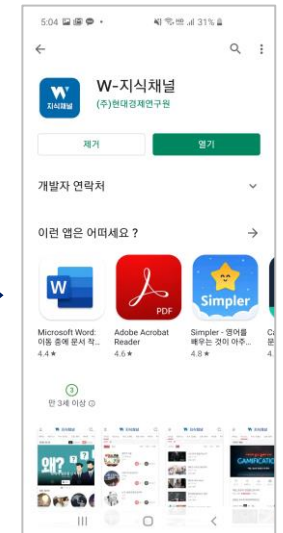 5:04
31%
W-지식채널
(주)현대경제연구원
W
지식채널
제거
열기
개발자 연락처
이런 앱은 어떠세요 ?
W
PDF
Simpler
Microsoft Word:
이동 중에 문서 작...
4.4★
Adobe Acrobat
Reader
4.6★
Simpler - 영어를
배우는 것이 아주...
4.8★
3
만 3세 이상
왜?
GAMIFICATION